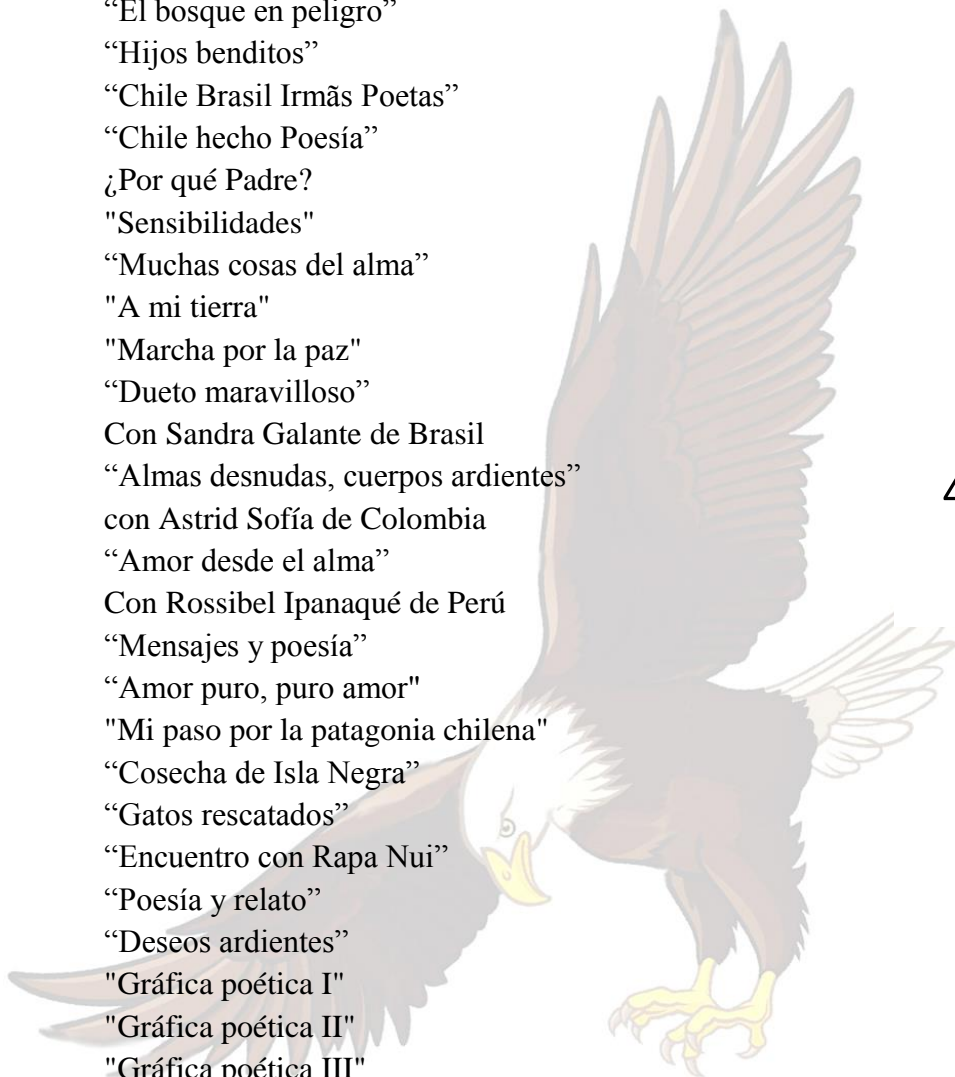 “El bosque en peligro”
“Hijos benditos”
“Chile Brasil Irmãs Poetas”
“Chile hecho Poesía”
¿Por qué Padre?
"Sensibilidades"
“Muchas cosas del alma”
"A mi tierra"
"Marcha por la paz"
“Dueto maravilloso”
Con Sandra Galante de Brasil
“Almas desnudas, cuerpos ardientes”
con Astrid Sofía de Colombia
“Amor desde el alma”
Con Rossibel Ipanaqué de Perú
“Mensajes y poesía”
“Amor puro, puro amor"
"Mi paso por la patagonia chilena"
“Cosecha de Isla Negra”
“Gatos rescatados”
“Encuentro con Rapa Nui”
“Poesía y relato”
“Deseos ardientes”
"Gráfica poética I"
"Gráfica poética II"
"Gráfica poética III"